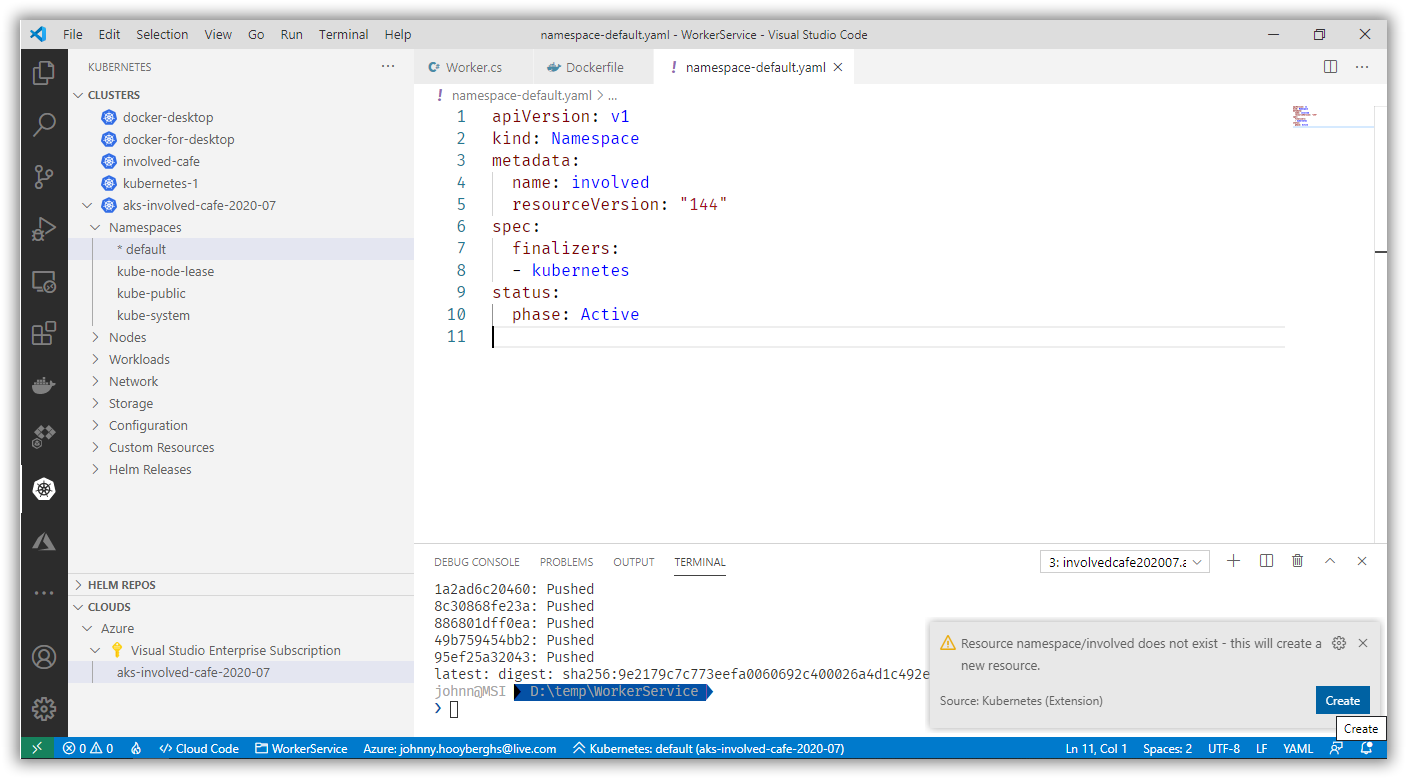 File Edit Selection View Go Run Terminal Help
namespace-default.yaml - WorkerService - Visual Studio Code
KUBERNETES
CLUSTERS
docker-desktop
docker-for-desktop
involved-cafe
kubernetes-1
aks-involved-cafe-2020-07
Namespaces
* default
kube-node-lease
kube-public
kube-system
Nodes
Workloads
Network
Storage
Configuration
Custom Resources
Helm Releases
HELM REPOS
CLOUDS
Azure
Visual Studio Enterprise Subscription
aks-involved-cafe-2020-07
Worker.cs Dockerfile ! namespace-default.yaml
! namespace-default.yaml > ...
1 apiVersion: v1
2 kind: Namespace
3 metadata:
4 name: involved
5 resourceVersion: "144"
6 spec:
7 finalizers:
8 - kubernetes
9 status:
10 phase: Active
11
DEBUG CONSOLE PROBLEMS OUTPUT TERMINAL
3: involvedcafe202007.a
1a2ad6c20460: Pushed
8c30868fe23a: Pushed
886801dff0ea: Pushed
49b759454bb2: Pushed
95ef25a32043: Pushed
latest: digest: sha256:9e2179c7c773eefa0060692c400026a4d1c492e
johnn@MSI D:\temp\WorkerService
❯
Resource namespace/involved does not exist - this will create a
new resource.
Source: Kubernetes (Extension)
Create
Create
0 0 Cloud Code WorkerService Azure: johnny.hooyberghs@live.com Kubernetes: default (aks-involved-cafe-2020-07) Ln 11, Col 1 Spaces: 2 UTF-8 LF YAML